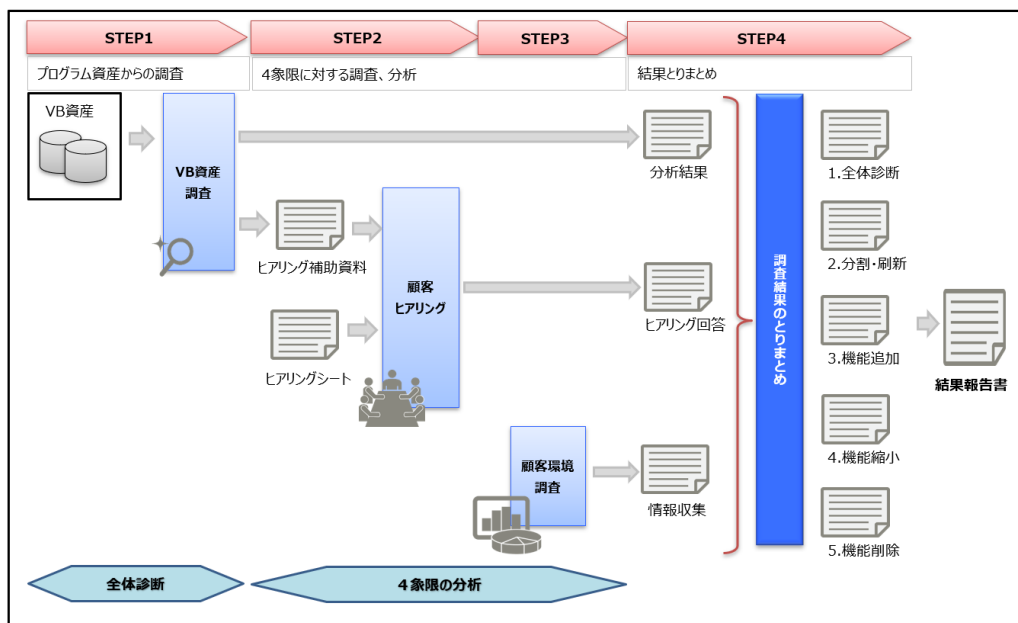 STEP1
STEP2
STEP3
STEP4
プログラム資産からの調査
4象限に対する調査、分析
結果とりまとめ
VB資産
VB資産
調査
分析結果
1.全体診断
ヒアリング補助資料
顧客
ヒアリング
2.分割・刷新
調査結果のとりまとめ
ヒアリングシート
ヒアリング回答
3.機能追加
結果報告書
顧客環境
調査
情報収集
4.機能縮小
5.機能削除
全体診断
4象限の分析